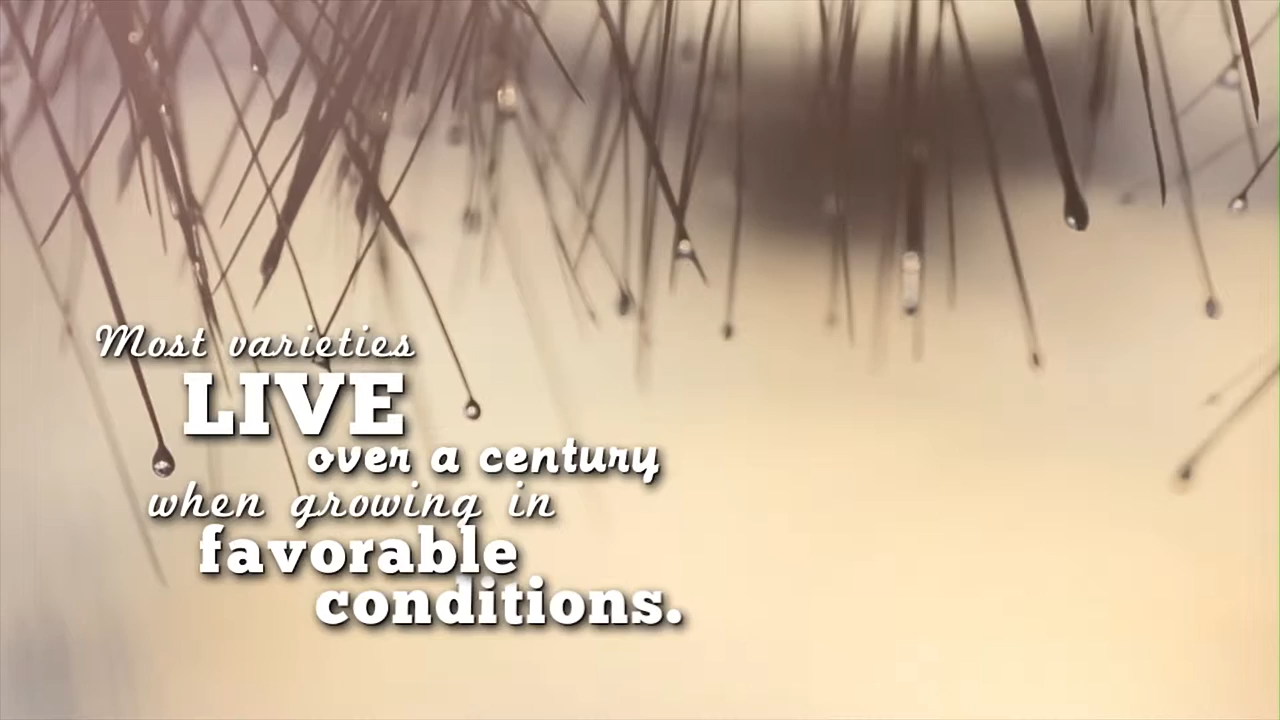 Most varieties
LIVE
over a century
when growing in
favorable
conditions.